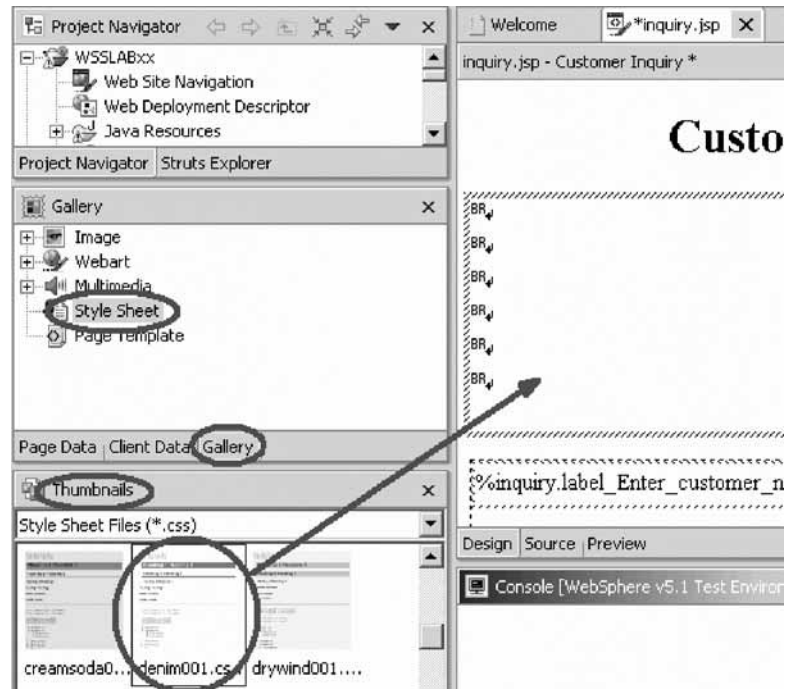 Project Navigator
WSSLABxx
Web Site Navigation
Web Deployment Descriptor
Java Resources
Project Navigator Struts Explorer
Gallery
Image
Webart
Multimedia
Style Sheet
Page Template
Page Data Client Data Gallery
Thumbnails
Style Sheet Files (*.css)
creamsoda0... denim001.cs drywind001....
Welcome *inquiry.jsp
inquiry.jsp - Customer Inquiry *
Custo
BR
BR
BR
BR
BR
BR
%inquiry.label_Enter_customer_n
Design Source Preview
Console [WebSphere v5.1 Test Environ